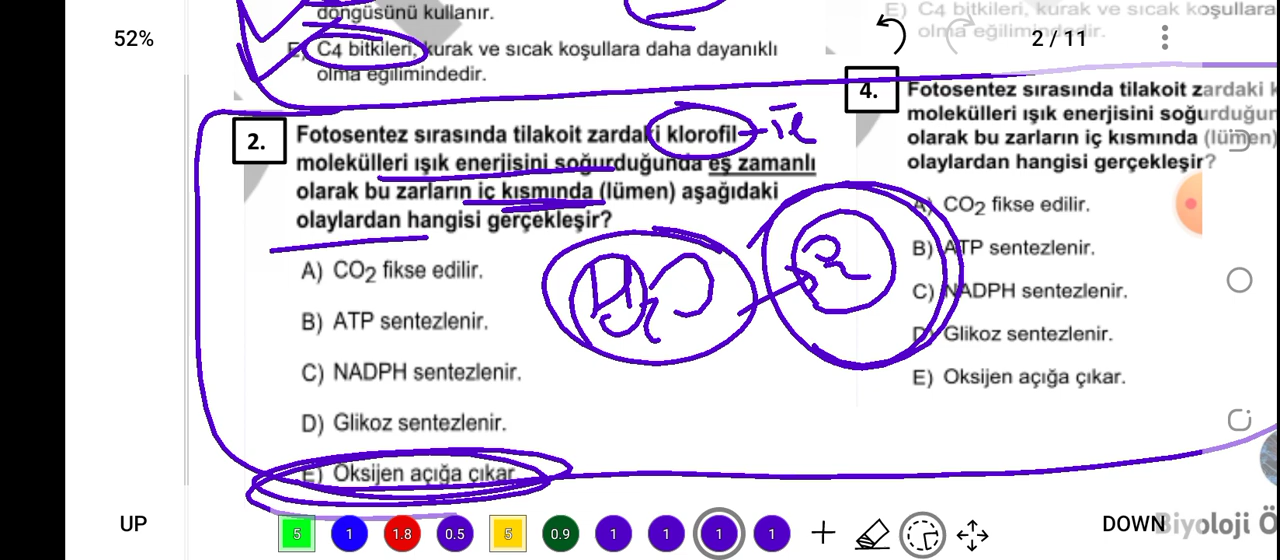 52%
döngüsünü kullanır.
E) C4 bitkileri, kurak ve sıcak koşullara daha dayanıklı
olma eğilimindedir.
2.
Fotosentez sırasında tilakoit zardaki klorofil
molekülleri ışık enerjisini soğurduğunda eş zamanlı
olarak bu zarların iç kısmında (lümen) aşağıdaki
olaylardan hangisi gerçekleşir?
A) CO2 fikse edilir.
B) ATP sentezlenir.
C) NADPH sentezlenir.
D) Glikoz sentezlenir.
E) Oksijen açığa çıkar.
H2O
E) C4 bitkileri, kurak ve sıcak koşullara
olma eğilimindedir.
2 / 11
4.
Fotosentez sırasında tilakoit zardaki
molekülleri ışık enerjisini soğurduğun
olarak bu zarların iç kısmında (lümen)
olaylardan hangisi gerçekleşir?
A) CO2 fikse edilir.
B) ATP sentezlenir.
C) NADPH sentezlenir.
D) Glikoz sentezlenir.
E) Oksijen açığa çıkar.
UP
5 1 1.8 0.5 5 0.9 1 1 1 1
DOWN
Biyoloji Ö